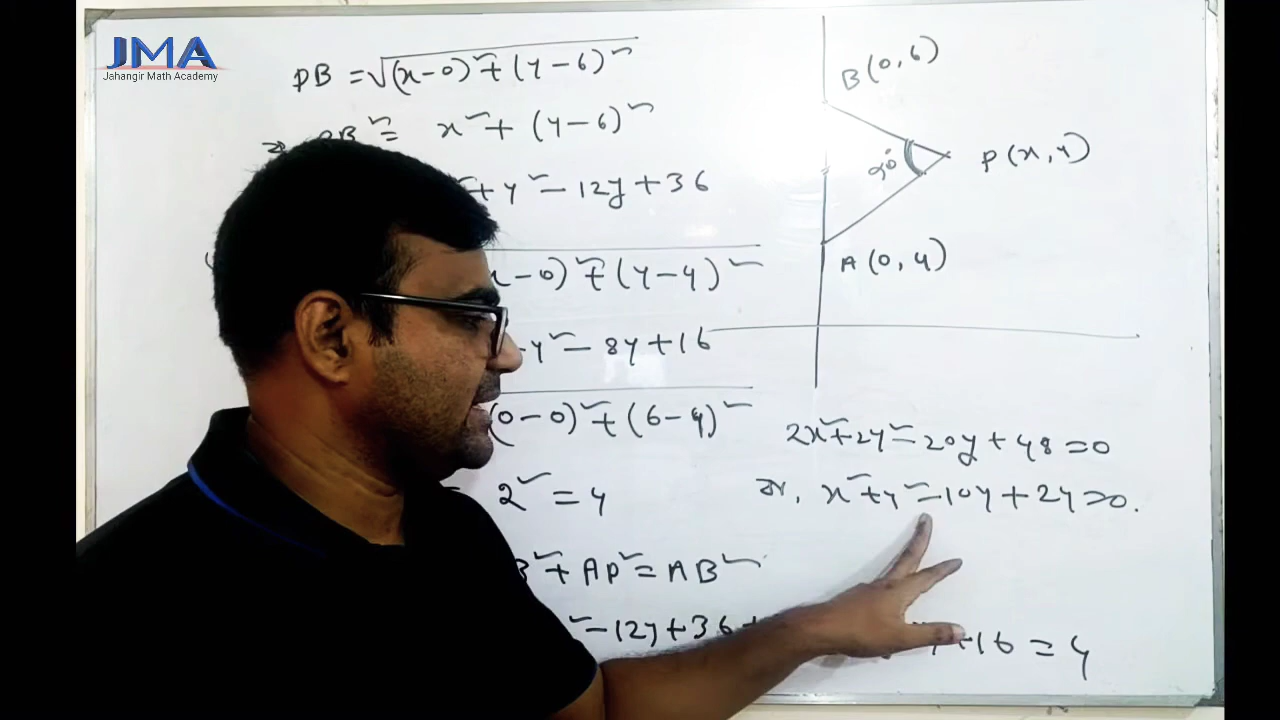 JMA
Jahangir Math Academy
PB = √(x-0)² + (y-6)²
⇒ PB² = x² + (y-6)²
+ y² - 12y + 36
x-0)² + (y-4)²
y² - 8y + 16
(0-0)² + (6-4)²
2² = 4
B² + AP² = AB²
² - 12y + 36 +
+16 = 4
B (0, 6)
90°
P (x, y)
A (0, 4)
2x² + 2y² - 20y + 48 = 0
or, x² + y² - 10y + 24 = 0.